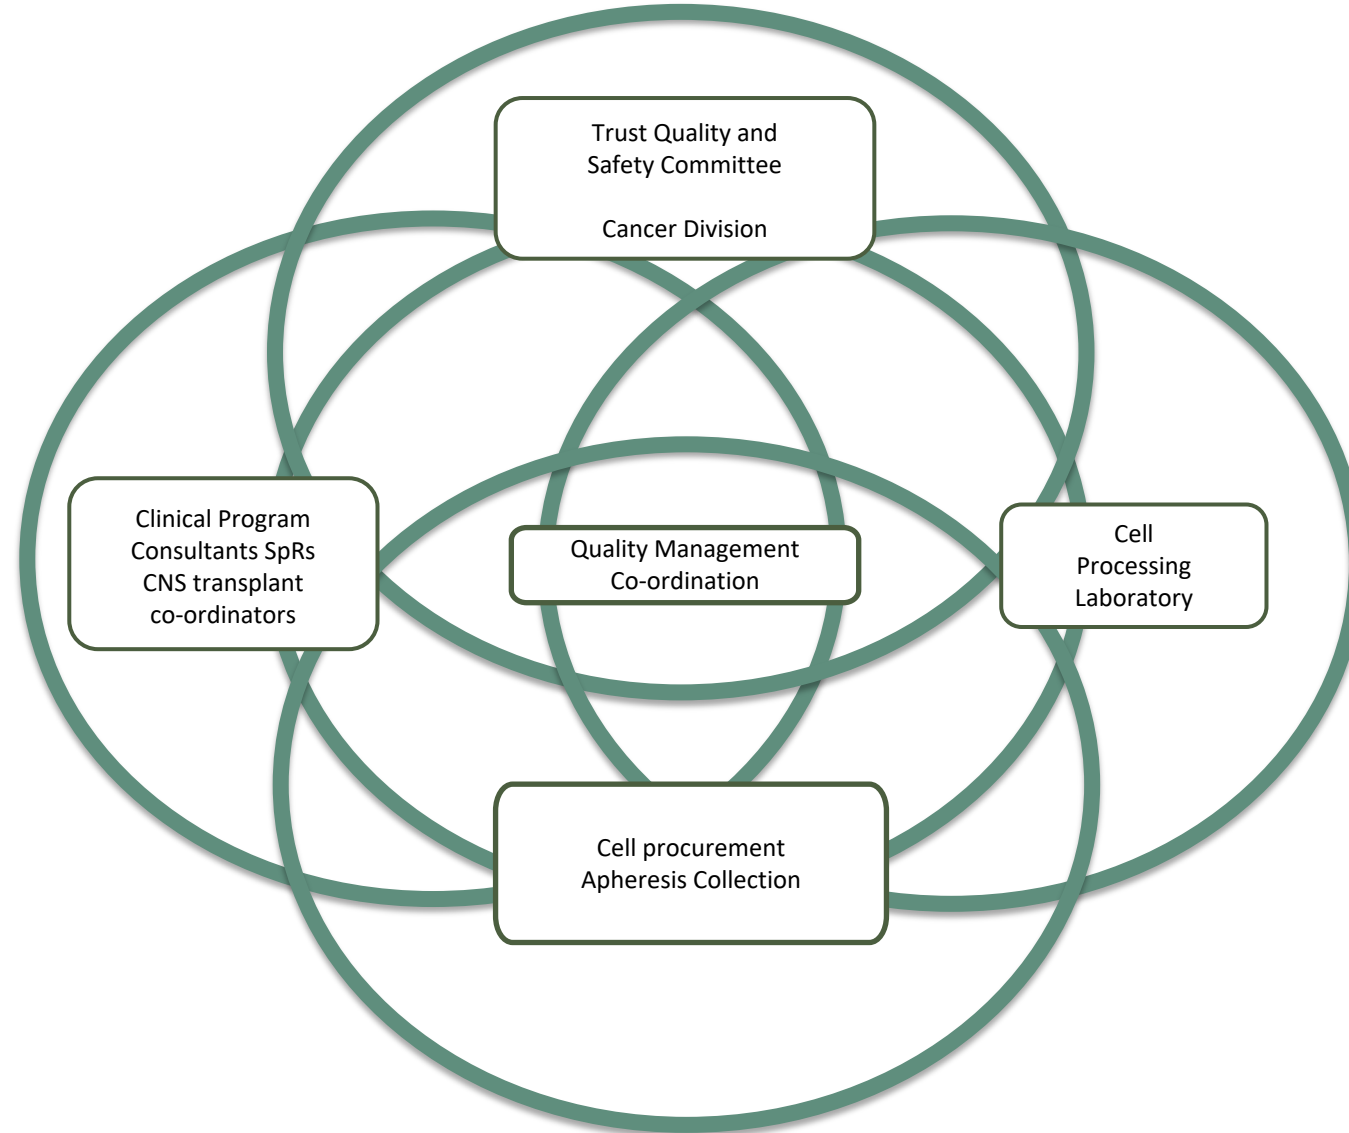 Trust Quality and
Safety Committee
Cancer Division
Clinical Program
Consultants SpRs
CNS transplant
co-ordinators
Quality Management
Co-ordination
Cell
Processing
Laboratory
Cell procurement
Apheresis Collection